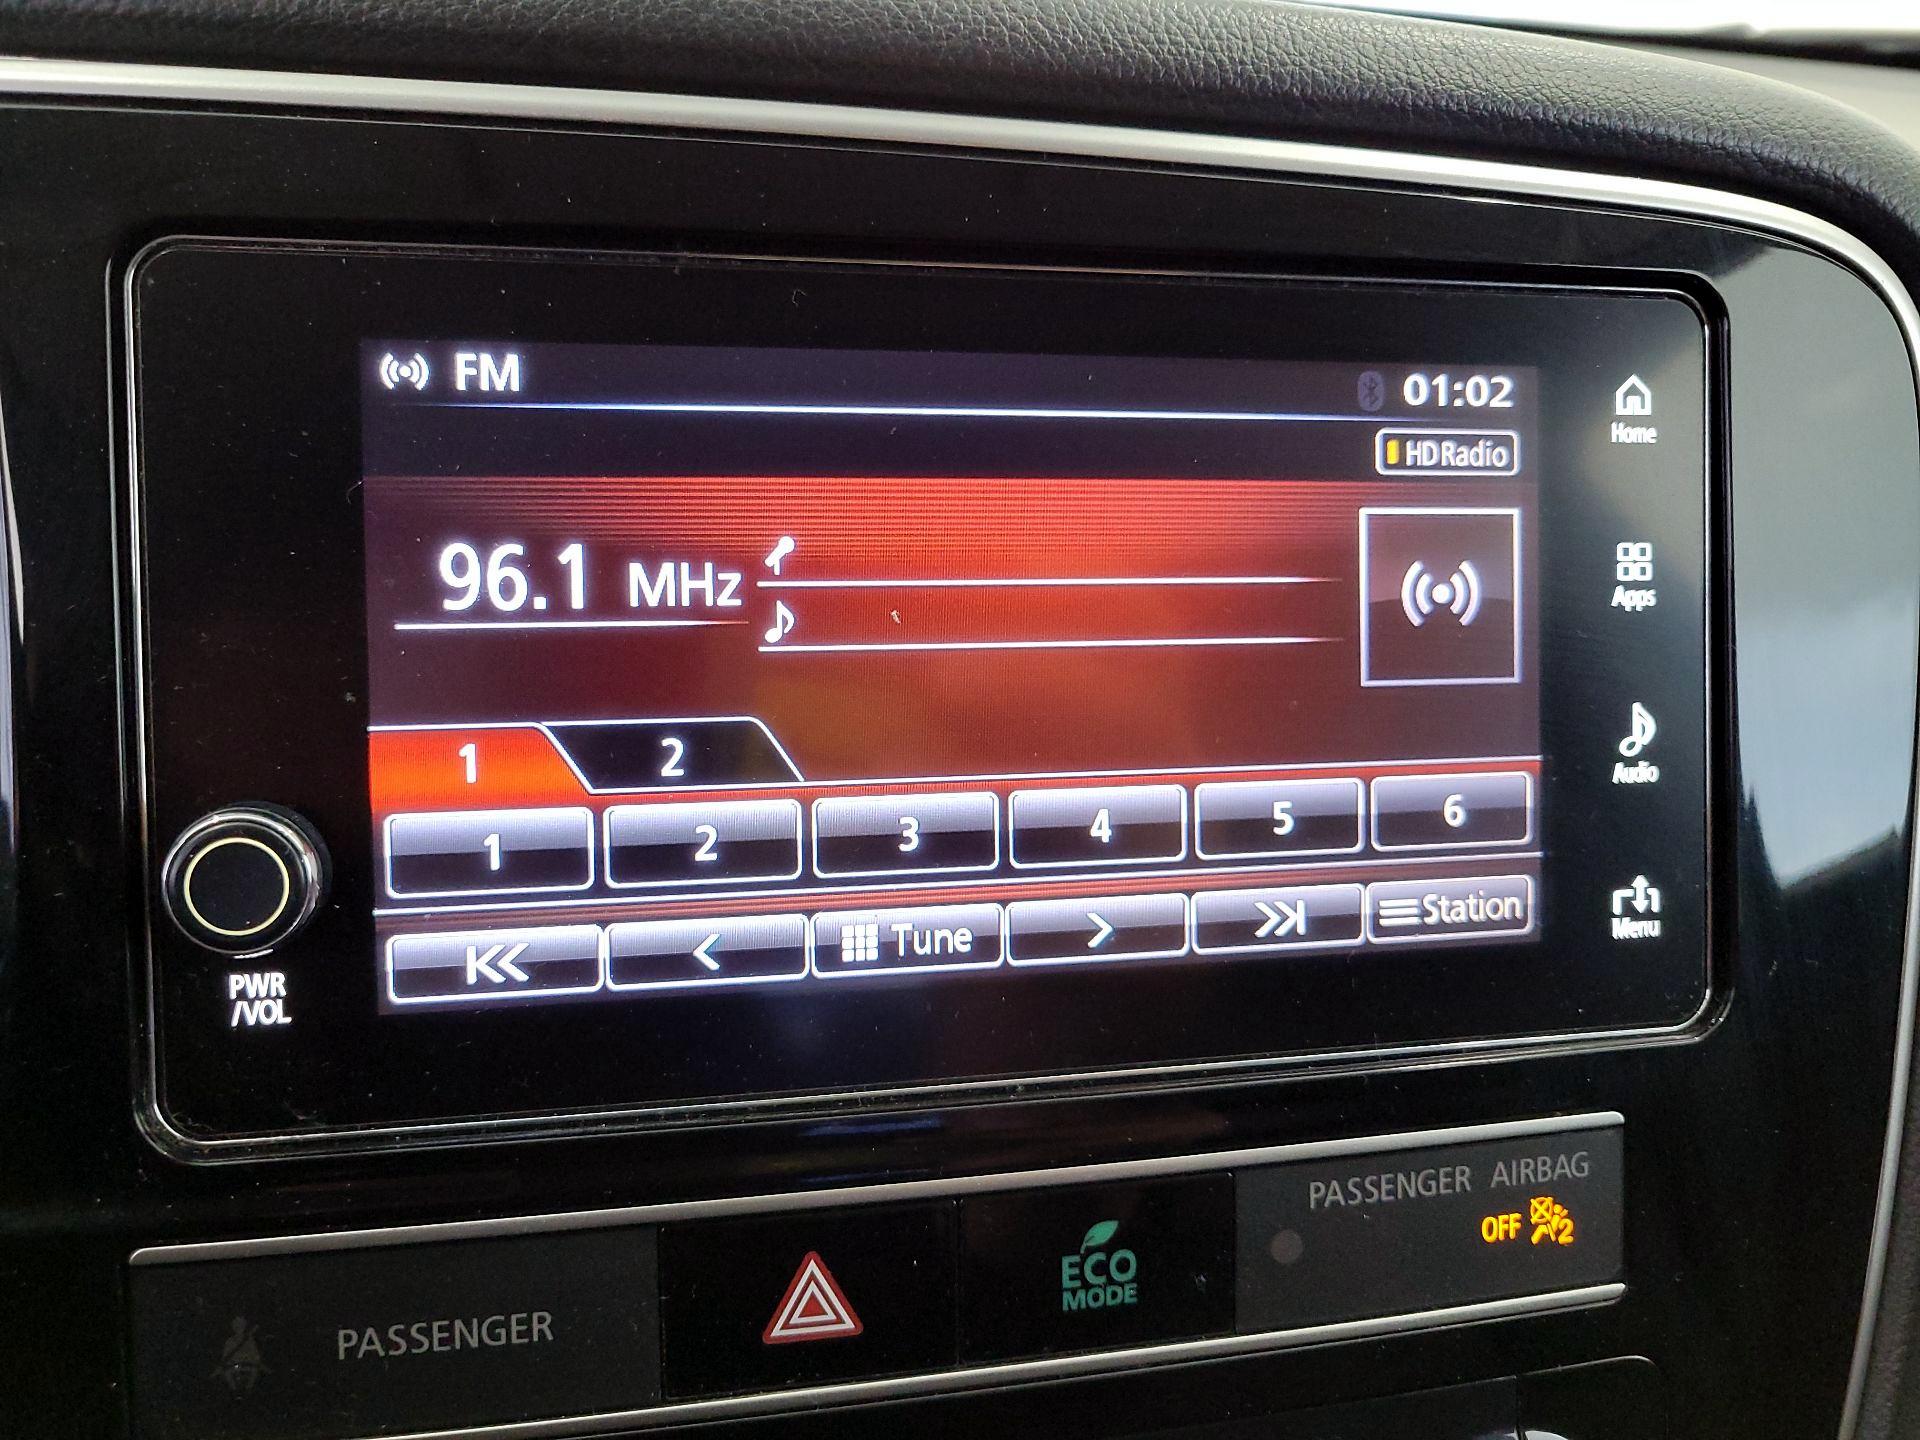 FM
01:02
HD Radio
96.1 MHz
1 2
1 2 3 4 5 6
Tune
Station
Home
Apps
Audio
Menu
PWR
/VOL
PASSENGER
ECO
MODE
PASSENGER AIRBAG
OFF 2